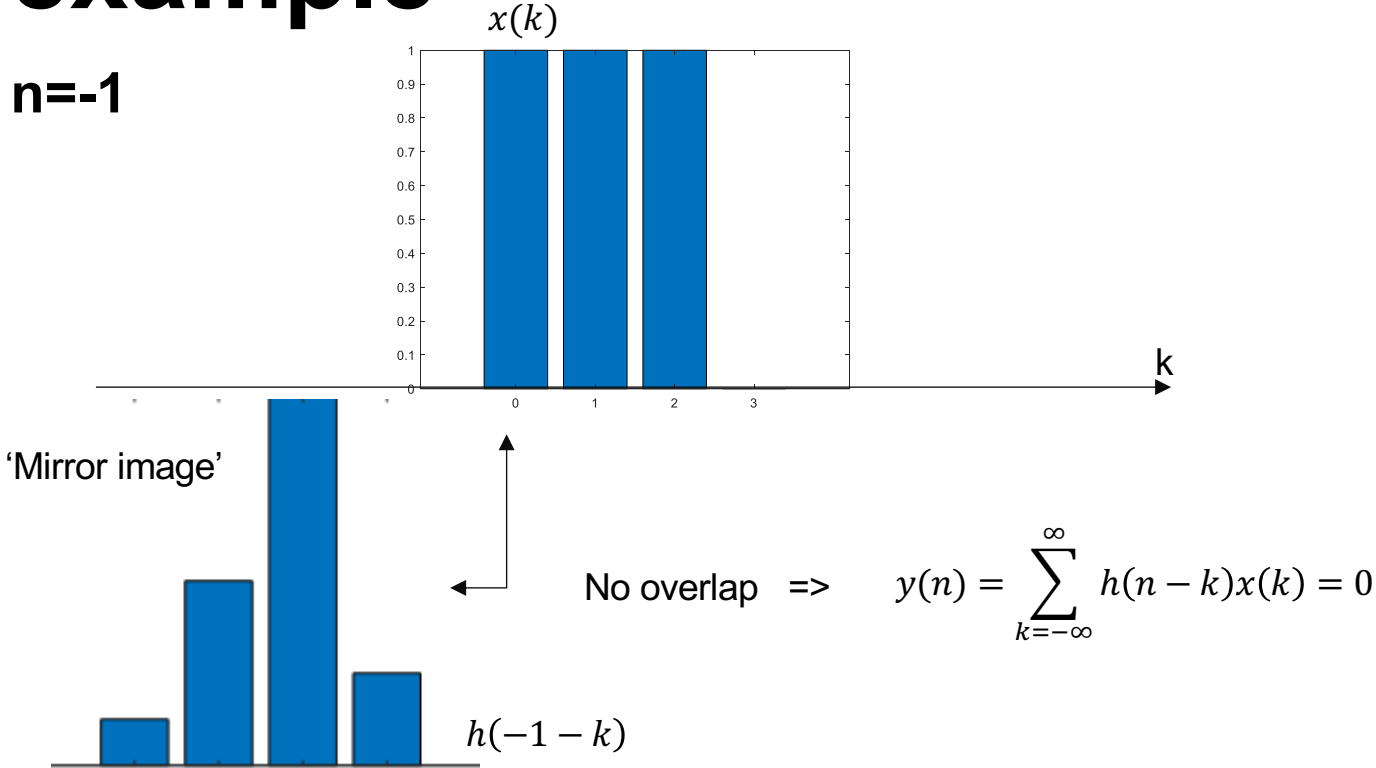 example
x(k)
n=-1
1
0.9
0.8
0.7
0.6
0.5
0.4
0.3
0.2
0.1
0
k
0 1 2 3
‘Mirror image’
No overlap => y(n) = ∑_{k=−∞}^{∞} h(n − k)x(k) = 0
h(−1 − k)